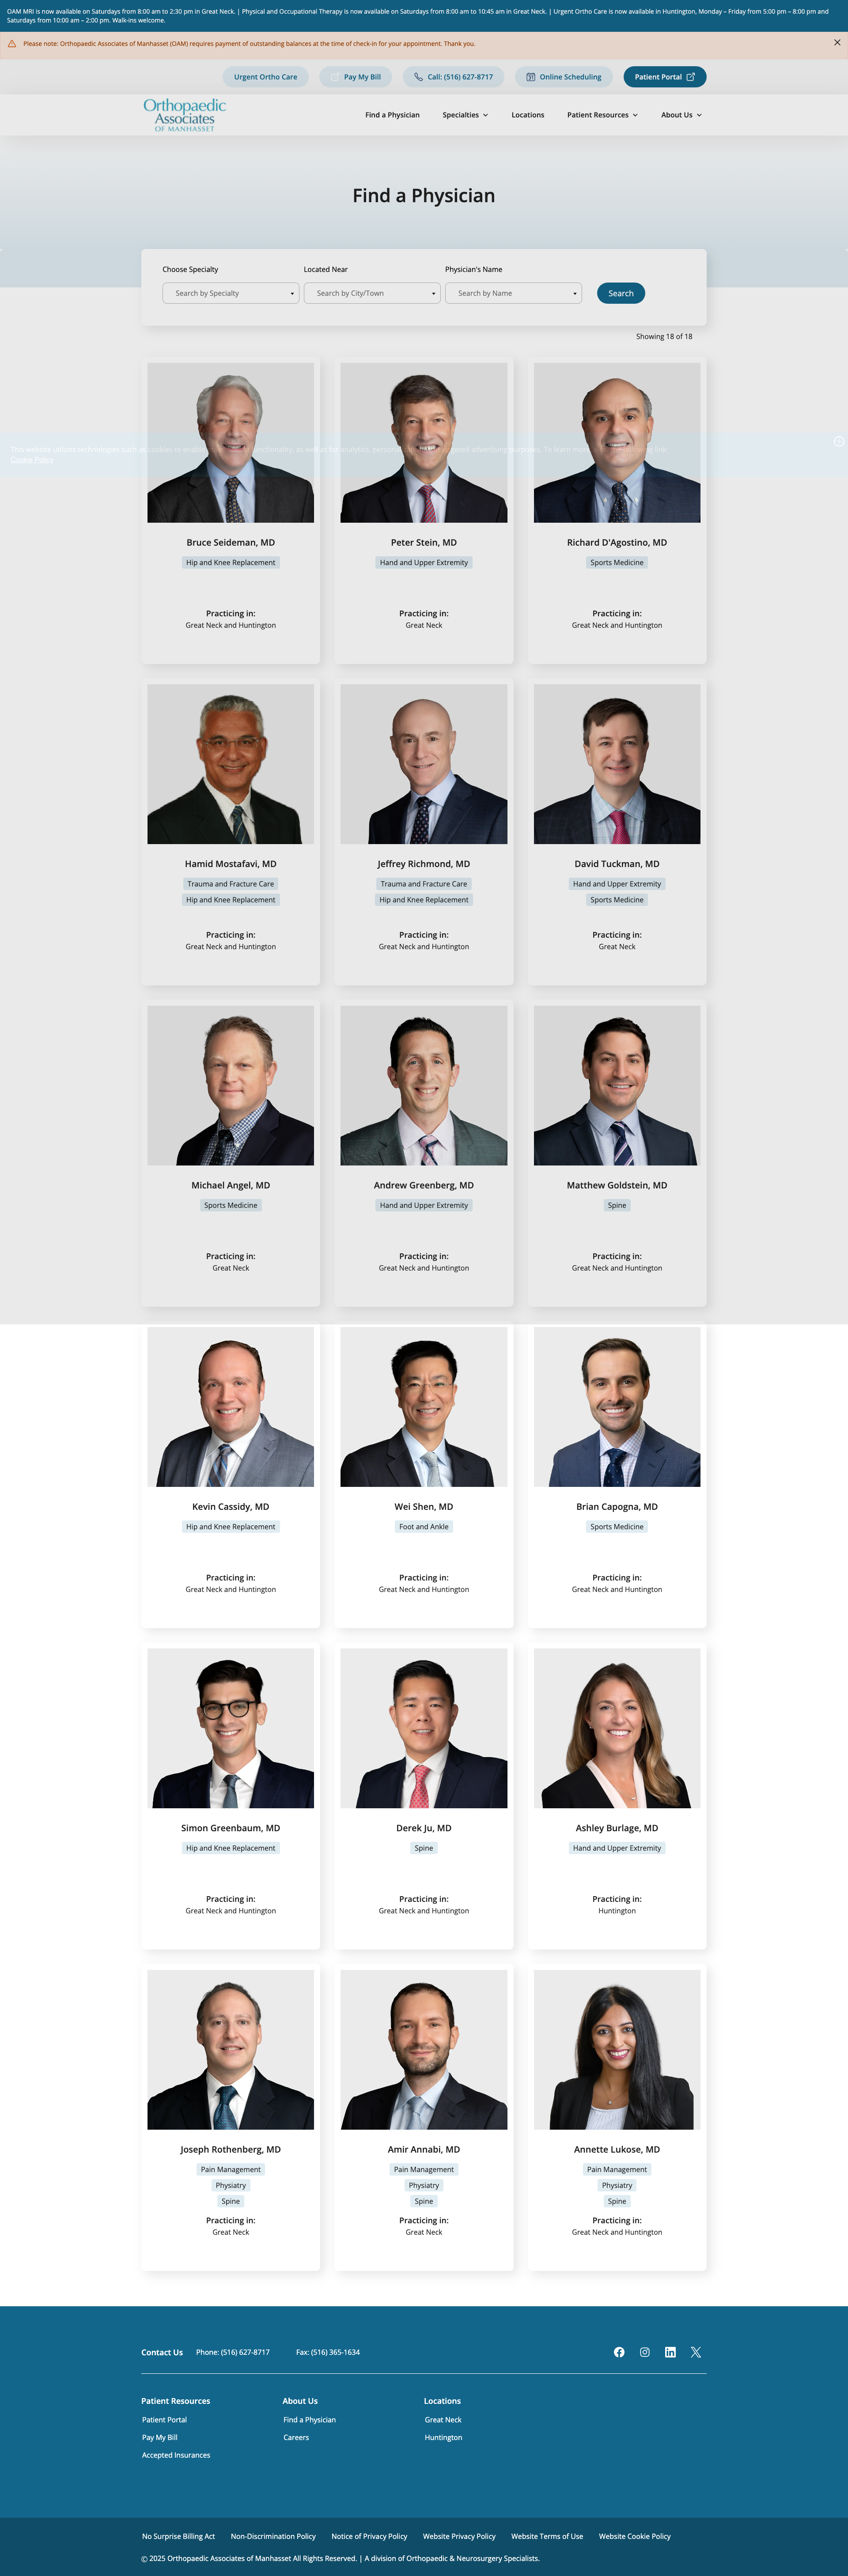 OAM MRI is now available on Saturdays from 8:00 am to 2:30 pm in Great Neck. | Physical and Occupational Therapy is now available on Saturdays from 8:00 am to 10:45 am in Great Neck. | Urgent Ortho Care is now available in Huntington, Monday – Friday from 5:00 pm – 8:00 pm and
Saturdays from 10:00 am – 2:00 pm. Walk-ins welcome.
Please note: Orthopaedic Associates of Manhasset (OAM) requires payment of outstanding balances at the time of check-in for your appointment. Thank you.
Urgent Ortho Care Pay My Bill Call: (516) 627-8717 Online Scheduling Patient Portal
Orthopaedic
Associates
OF MANHASSET
Find a Physician Specialties Locations Patient Resources About Us
Find a Physician
Choose Specialty Located Near Physician's Name
Search by Specialty Search by City/Town Search by Name Search
Showing 18 of 18
This website utilizes technologies such as cookies to enable functionality, as well as for analytics, advertising purposes. To learn
Cookie Policy
Bruce Seideman, MD Peter Stein, MD Richard D'Agostino, MD
Hip and Knee Replacement Hand and Upper Extremity Sports Medicine
Practicing in: Practicing in: Practicing in:
Great Neck and Huntington Great Neck Great Neck and Huntington
Hamid Mostafavi, MD Jeffrey Richmond, MD David Tuckman, MD
Trauma and Fracture Care Trauma and Fracture Care Hand and Upper Extremity
Hip and Knee Replacement Hip and Knee Replacement Sports Medicine
Practicing in: Practicing in: Practicing in:
Great Neck and Huntington Great Neck and Huntington Great Neck
Michael Angel, MD Andrew Greenberg, MD Matthew Goldstein, MD
Sports Medicine Hand and Upper Extremity Spine
Practicing in: Practicing in: Practicing in:
Great Neck Great Neck and Huntington Great Neck and Huntington
Kevin Cassidy, MD Wei Shen, MD Brian Capogna, MD
Hip and Knee Replacement Foot and Ankle Sports Medicine
Practicing in: Practicing in: Practicing in:
Great Neck and Huntington Great Neck and Huntington Great Neck and Huntington
Simon Greenbaum, MD Derek Ju, MD Ashley Burlage, MD
Hip and Knee Replacement Spine Hand and Upper Extremity
Practicing in: Practicing in: Practicing in:
Great Neck and Huntington Great Neck and Huntington Huntington
Joseph Rothenberg, MD Amir Annabi, MD Annette Lukose, MD
Pain Management Pain Management Pain Management
Physiatry Physiatry Physiatry
Spine Spine Spine
Practicing in: Practicing in: Practicing in:
Great Neck Great Neck Great Neck and Huntington
Contact Us Phone: (516) 627-8717 Fax: (516) 365-1634
Patient Resources About Us Locations
Patient Portal Find a Physician Great Neck
Pay My Bill Careers Huntington
Accepted Insurances
No Surprise Billing Act Non-Discrimination Policy Notice of Privacy Policy Website Privacy Policy Website Terms of Use Website Cookie Policy
© 2025 Orthopaedic Associates of Manhasset All Rights Reserved. | A division of Orthopaedic & Neurosurgery Specialists.